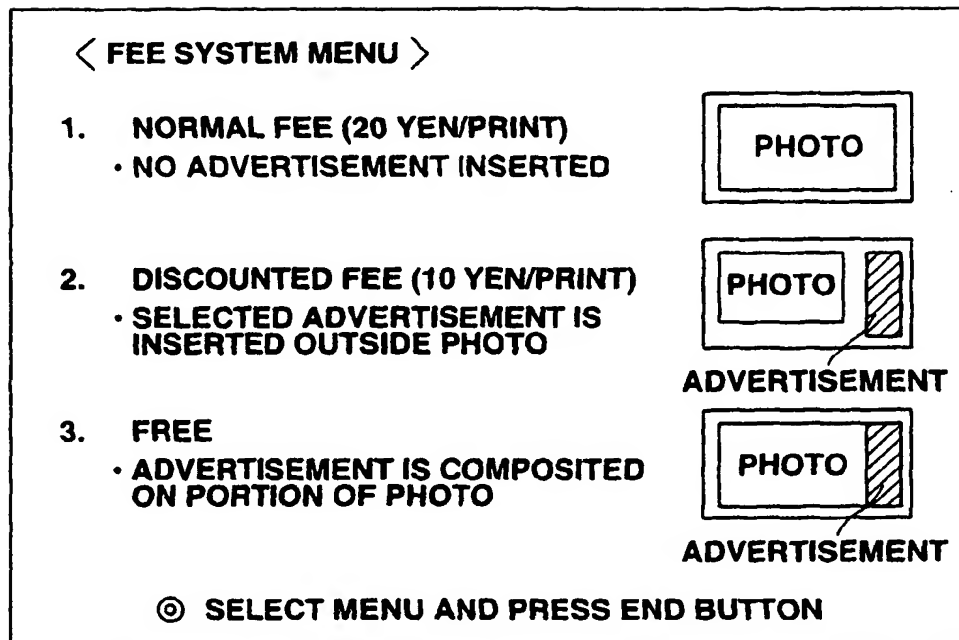 〈 FEE SYSTEM MENU 〉
1. NORMAL FEE (20 YEN/PRINT)
· NO ADVERTISEMENT INSERTED
PHOTO
2. DISCOUNTED FEE (10 YEN/PRINT)
· SELECTED ADVERTISEMENT IS
INSERTED OUTSIDE PHOTO
PHOTO
ADVERTISEMENT
3. FREE
· ADVERTISEMENT IS COMPOSITED
ON PORTION OF PHOTO
PHOTO
ADVERTISEMENT
◎ SELECT MENU AND PRESS END BUTTON